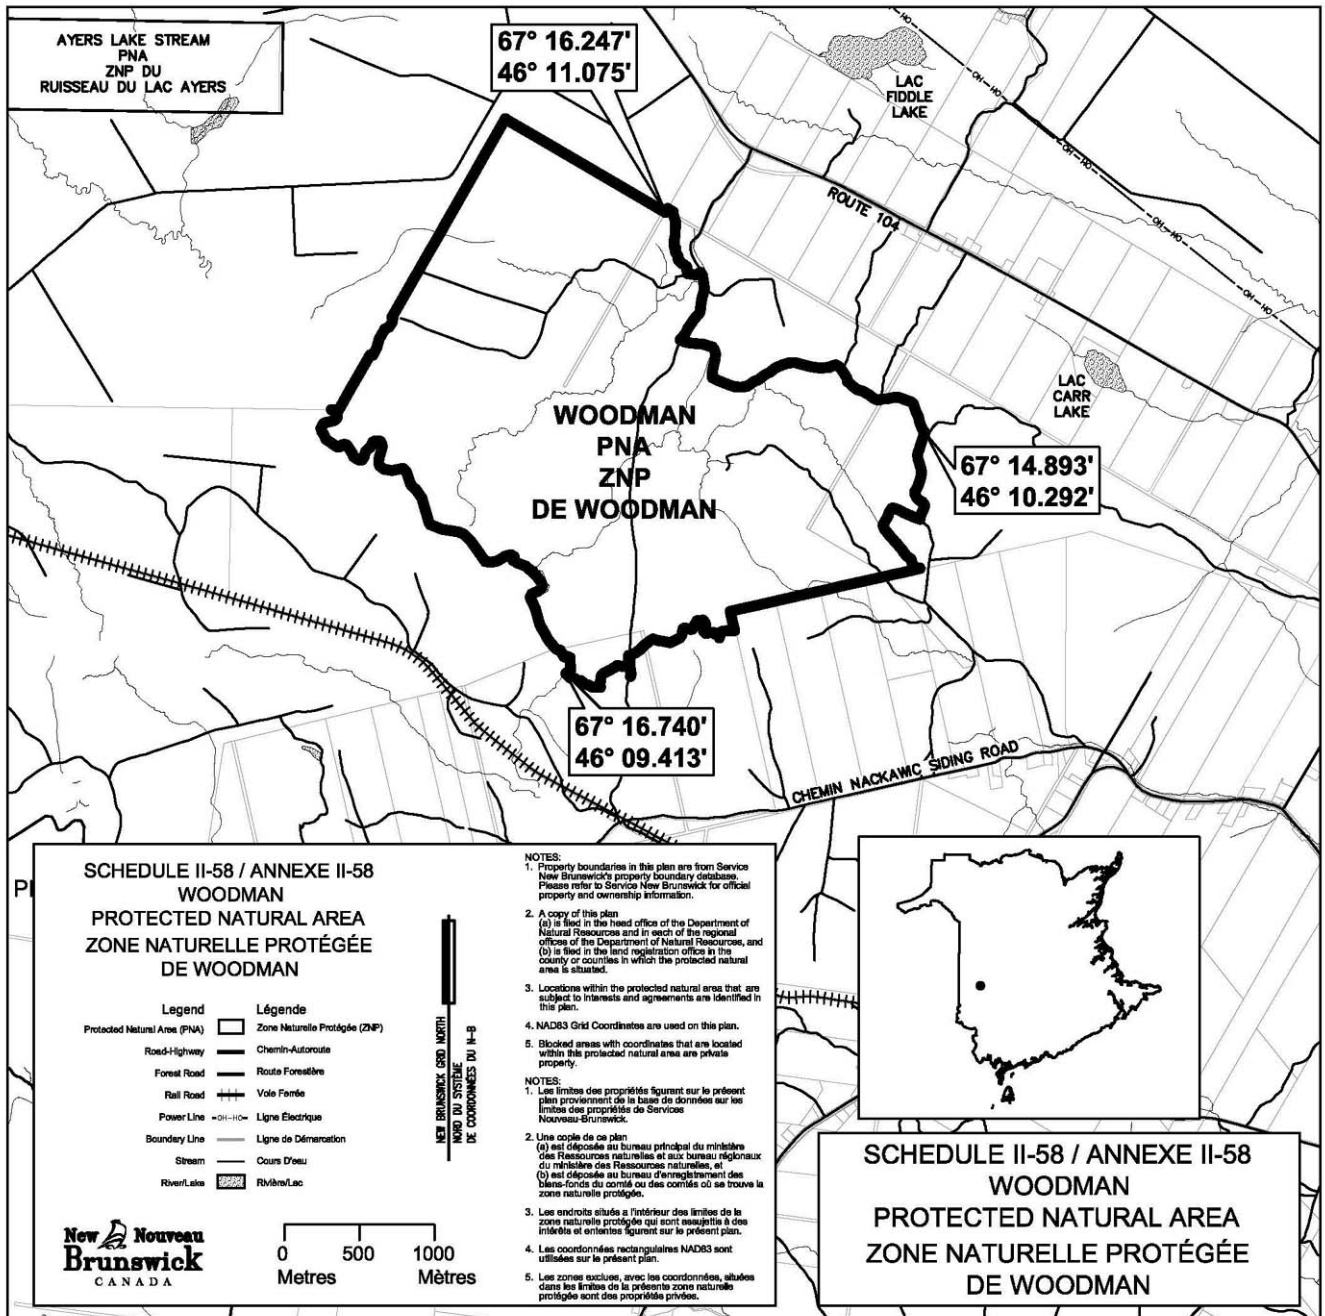 AYERS LAKE STREAM
PNA
ZNP DU
RUISSEAU DU LAC AYERS
67° 16.247'
46° 11.075'
LAC
FIDDLE
LAKE
OH-HO
OH-HO
OH-HO
OH-HO
OH-HO
ROUTE 104
LAC
CARR
LAKE
WOODMAN
PNA
ZNP
DE WOODMAN
67° 14.893'
46° 10.292'
67° 16.740'
46° 09.413'
CHEMIN NACKAWIC SIDING ROAD
SCHEDULE II-58 / ANNEXE II-58
WOODMAN
PROTECTED NATURAL AREA
ZONE NATURELLE PROTÉGÉE
DE WOODMAN
Legend Légende
Protected Natural Area (PNA) Zone Naturelle Protégée (ZNP)
Road-Highway Chemin-Autoroute
Forest Road Route Forestière
Rail Road Voie Ferrée
Power Line -OH-HO- Ligne Électrique
Boundary Line Ligne de Démarcation
Stream Cours D'eau
River/Lake Rivière/Lac
NEW BRUNSWICK GRID NORTH
NORD DU SYSTÈME
DE COORDONNÉES DU N-B
New Nouveau
Brunswick
CANADA
0 500 1000
Metres Mètres
NOTES:
1. Property boundaries in this plan are from Service
New Brunswick's property boundary database.
Please refer to Service New Brunswick for official
property and ownership information.
2. A copy of this plan
(a) is filed in the head office of the Department of
Natural Resources and in each of the regional
offices of the Department of Natural Resources, and
(b) is filed in the land registration office in the
county or counties in which the protected natural
area is situated.
3. Locations within the protected natural area that are
subject to interests and agreements are identified in
this plan.
4. NAD83 Grid Coordinates are used on this plan.
5. Blocked areas with coordinates that are located
within this protected natural area are private
property.
NOTES:
1. Les limites des propriétés figurant sur le présent
plan proviennent de la base de données sur les
limites des propriétés de Services
Nouveau-Brunswick.
2. Une copie de ce plan
(a) est déposée au bureau principal du ministère
des Ressources naturelles et aux bureau régionaux
du ministère des Ressources naturelles, et
(b) est déposée au bureau d'enregistrement des
biens-fonds du comté ou des comtés où se trouve la
zone naturelle protégée.
3. Les endroits situés a l'intérieur des limites de la
zone naturelle protégée qui sont assujettis à des
intérêts et ententes figurent sur le présent plan.
4. Les coordonnées rectangulaires NAD83 sont
utilisées sur le présent plan.
5. Les zones exclues, avec les coordonnées, situées
dans les limites de la présente zone naturelle
protégée sont des propriétés privées.
SCHEDULE II-58 / ANNEXE II-58
WOODMAN
PROTECTED NATURAL AREA
ZONE NATURELLE PROTÉGÉE
DE WOODMAN